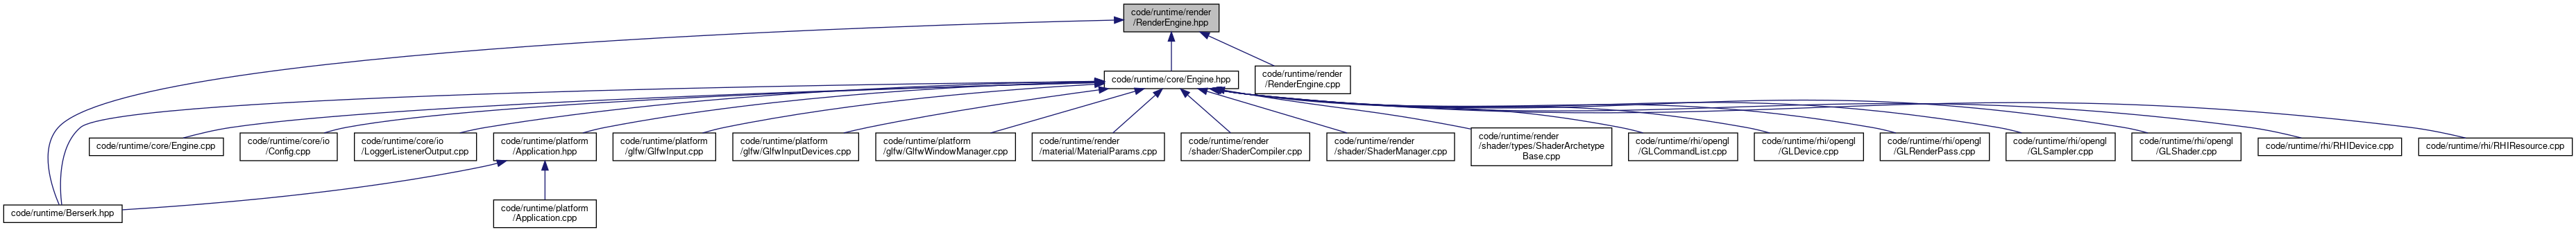 code/runtime/render
/RenderEngine.hpp
code/runtime/core/Engine.hpp
code/runtime/render
/RenderEngine.cpp
code/runtime/core/Engine.cpp
code/runtime/core/io
/Config.cpp
code/runtime/core/io
/LoggerListenerOutput.cpp
code/runtime/platform
/Application.hpp
code/runtime/platform
/glfw/GlfwInput.cpp
code/runtime/platform
/glfw/GlfwInputDevices.cpp
code/runtime/platform
/glfw/GlfwWindowManager.cpp
code/runtime/render
/material/MaterialParams.cpp
code/runtime/render
/shader/ShaderCompiler.cpp
code/runtime/render
/shader/ShaderManager.cpp
code/runtime/render
/shader/types/ShaderArchetype
Base.cpp
code/runtime/rhi/opengl
/GLCommandList.cpp
code/runtime/rhi/opengl
/GLDevice.cpp
code/runtime/rhi/opengl
/GLRenderPass.cpp
code/runtime/rhi/opengl
/GLSampler.cpp
code/runtime/rhi/opengl
/GLShader.cpp
code/runtime/rhi/RHIDevice.cpp
code/runtime/rhi/RHIResource.cpp
code/runtime/Berserk.hpp
code/runtime/platform
/Application.cpp